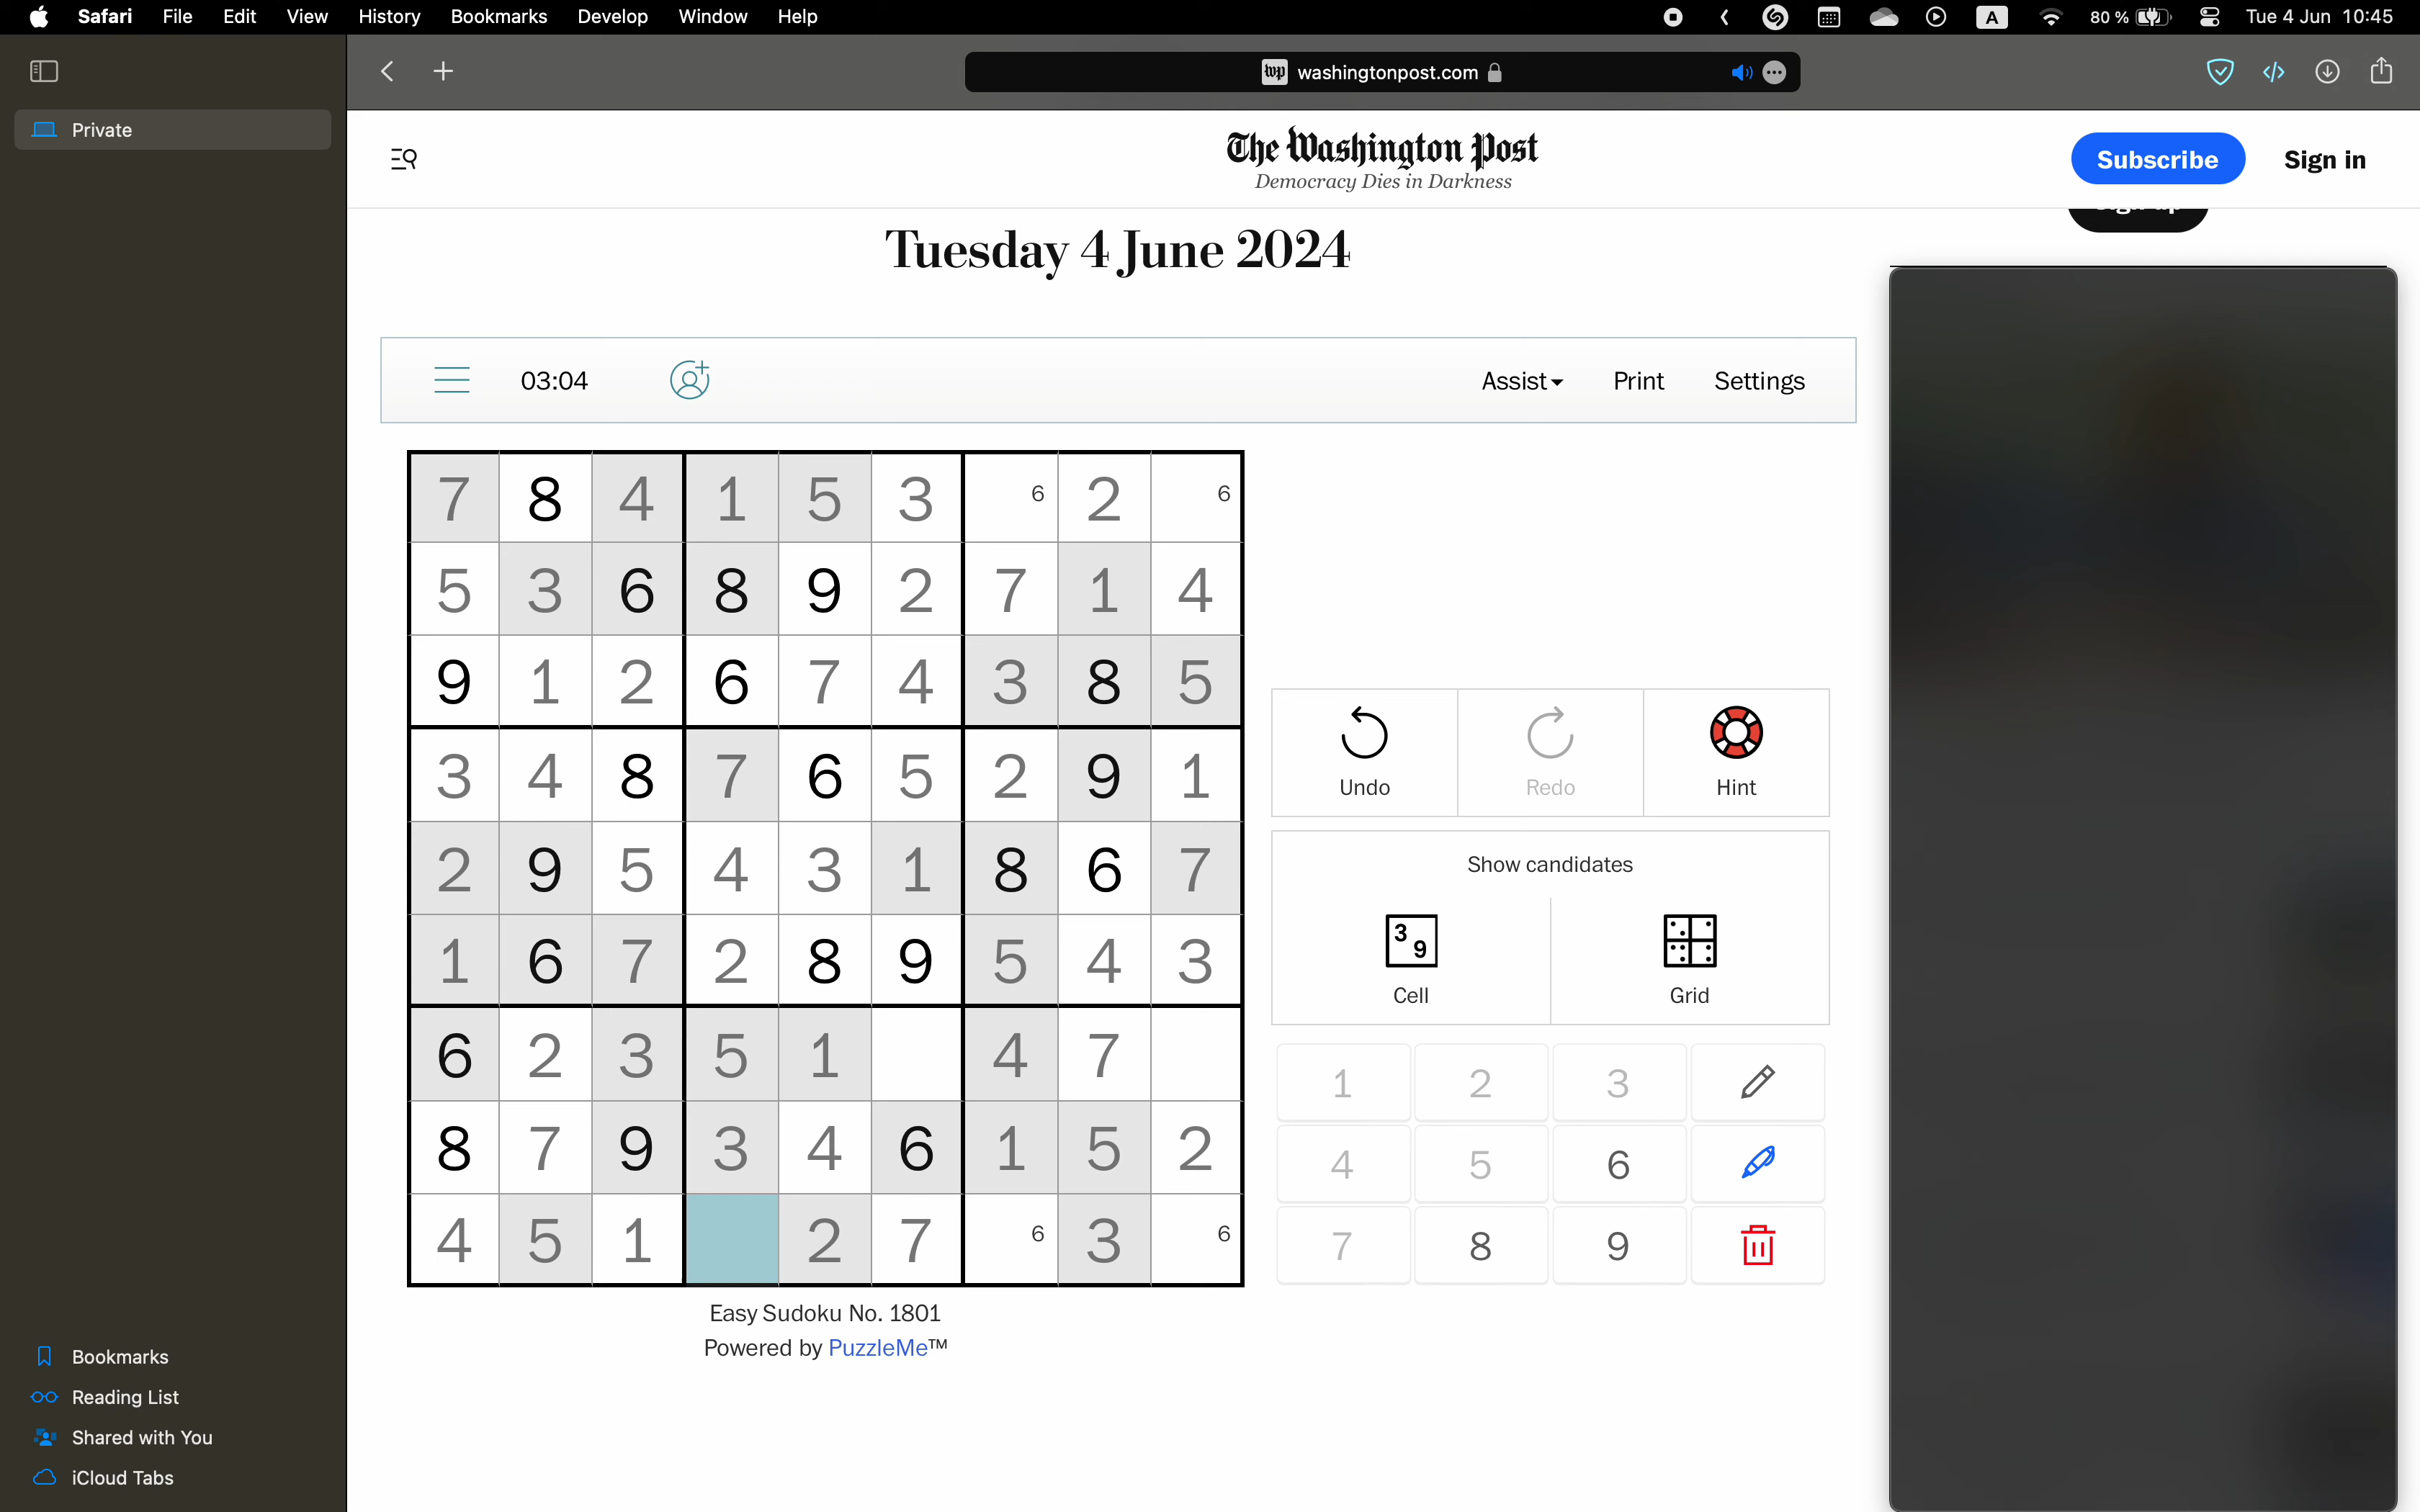 Safari File Edit View History Bookmarks Develop Window Help A 80 % Tue 4 Jun 10:45
wp washingtonpost.com
Private
The Washington Post
Democracy Dies in Darkness
Subscribe Sign in
Tuesday 4 June 2024
03:04 Assist Print Settings
7 8 4 1 5 3 6 2 6
5 3 6 8 9 2 7 1 4
9 1 2 6 7 4 3 8 5
3 4 8 7 6 5 2 9 1
2 9 5 4 3 1 8 6 7
1 6 7 2 8 9 5 4 3
6 2 3 5 1 4 7
8 7 9 3 4 6 1 5 2
4 5 1 2 7 6 3 6
Undo Redo Hint
Show candidates
3 9
Cell Grid
1 2 3
4 5 6
7 8 9
Easy Sudoku No. 1801
Powered by PuzzleMe™
Bookmarks
Reading List
Shared with You
iCloud Tabs